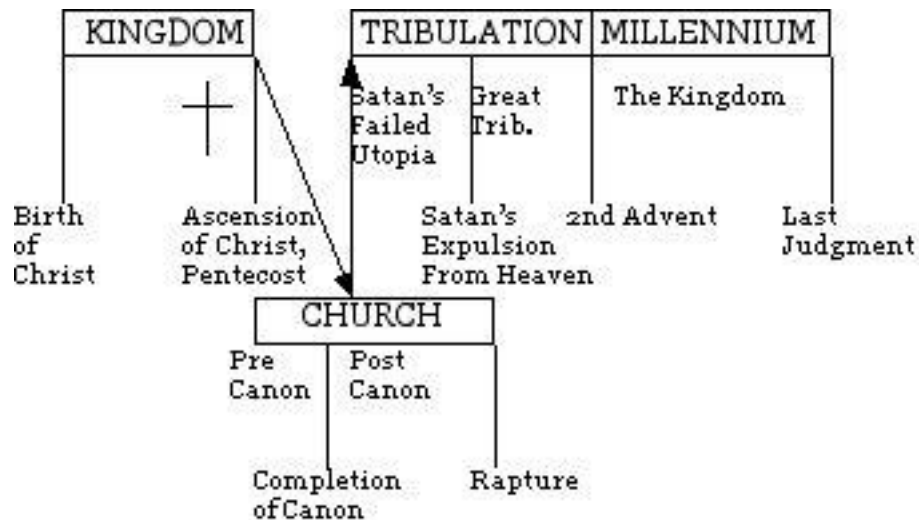 KINGDOM
TRIBULATION
MILLENNIUM
Satan's
Failed
Utopia
Great
Trib.
The Kingdom
Birth
of
Christ
Ascension
of Christ,
Pentecost
Satan's
Expulsion
From Heaven
2nd Advent
Last
Judgment
CHURCH
Pre
Canon
Post
Canon
Completion
of Canon
Rapture